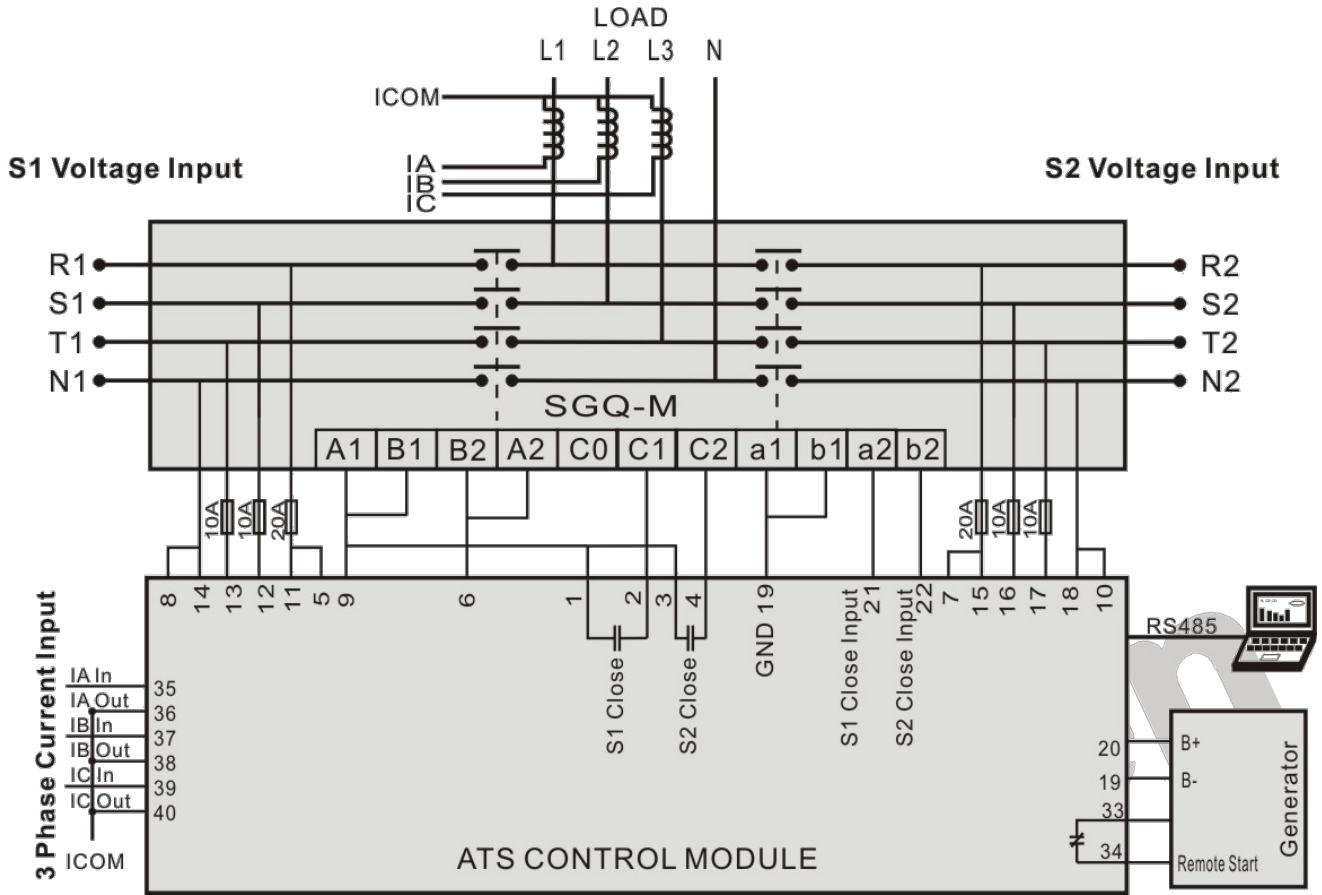 LOAD
L1 L2 L3 N
ICOM
IA
IB
IC
S1 Voltage Input
S2 Voltage Input
R1
S1
T1
N1
R2
S2
T2
N2
SGQ-M
A1 B1 B2 A2 C0 C1 C2 a1 b1 a2 b2
10A 10A 20A
20A 10A 10A
8 14 13 12 11 5 9 6 1 2 3 4 GND 19 S1 Close Input 21 S2 Close Input 22 7 15 16 17 18 10
S1 Close
S2 Close
RS485
3 Phase Current Input
IA In 35
IA Out 36
IB In 37
IB Out 38
IC In 39
IC Out 40
ICOM
20 B+
19 B-
33
34 Remote Start
Generator
ATS CONTROL MODULE